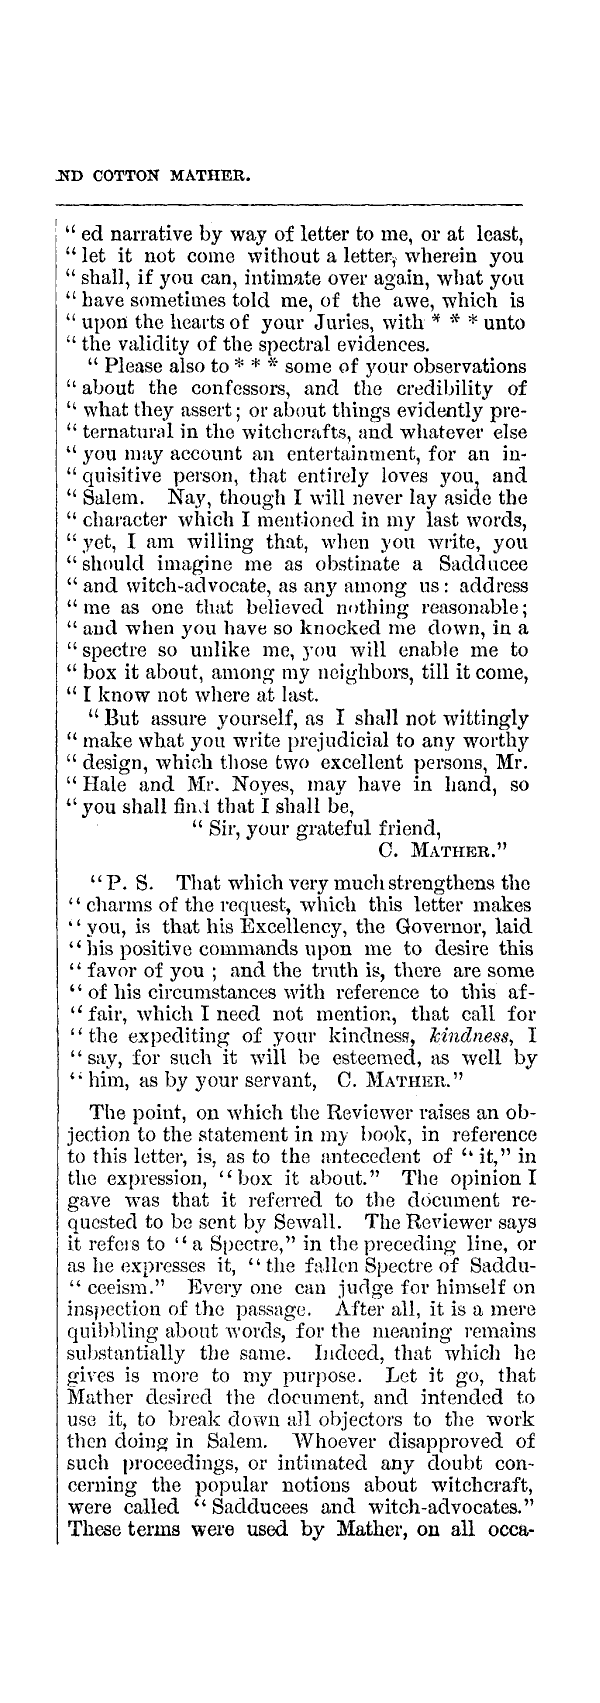 ND COTTON MATHER.
“ ed narrative by way of letter to me, or at least,
“ let it not come without a letter, wherein you
“ shall, if you can, intimate over again, what you
“ have sometimes told me, of the awe, which is
“ upon the hearts of your Juries, with * * * unto
“ the validity of the spectral evidences.
“ Please also to * * * some of your observations
“ about the confessors, and the credibility of
“ what they assert; or about things evidently pre-
“ ternatural in the witchcrafts, and whatever else
“ you may account an entertainment, for an in-
“ quisitive person, that entirely loves you, and
“ Salem. Nay, though I will never lay aside the
“ character which I mentioned in my last words,
“ yet, I am willing that, when you write, you
“ should imagine me as obstinate a Sadducee
“ and witch-advocate, as any among us: address
“ me as one that believed nothing reasonable;
“ and when you have so knocked me down, in a
“ spectre so unlike me, you will enable me to
“ box it about, among my neighbors, till it come,
“ I know not where at last.
“ But assure yourself, as I shall not wittingly
“ make what you write prejudicial to any worthy
“ design, which those two excellent persons, Mr.
“ Hale and Mr. Noyes, may have in hand, so
“ you shall find that I shall be,
“ Sir, your grateful friend,
C. MATHER.”
“ P. S. That which very much strengthens the
“ charms of the request, which this letter makes
“ you, is that his Excellency, the Governor, laid
“ his positive commands upon me to desire this
“ favor of you ; and the truth is, there are some
“ of his circumstances with reference to this af-
“ fair, which I need not mention, that call for
“ the expediting of your kindness, kindness, I
“ say, for such it will be esteemed, as well by
“ him, as by your servant, C. MATHER.”
The point, on which the Reviewer raises an ob-
jection to the statement in my book, in reference
to this letter, is, as to the antecedent of “ it,” in
the expression, “box it about.” The opinion I
gave was that it referred to the document re-
quested to be sent by Sewall. The Reviewer says
it refers to “a Spectre,” in the preceding line, or
as he expresses it, “the fallen Spectre of Saddu-
“ ceeism.” Every one can judge for himself on
inspection of the passage. After all, it is a mere
quibbling about words, for the meaning remains
substantially the same. Indeed, that which he
gives is more to my purpose. Let it go, that
Mather desired the document, and intended to
use it, to break down all objectors to the work
then doing in Salem. Whoever disapproved of
such proceedings, or intimated any doubt con-
cerning the popular notions about witchcraft,
were called “ Sadducees and witch-advocates.”
These terms were used by Mather, on all occa-